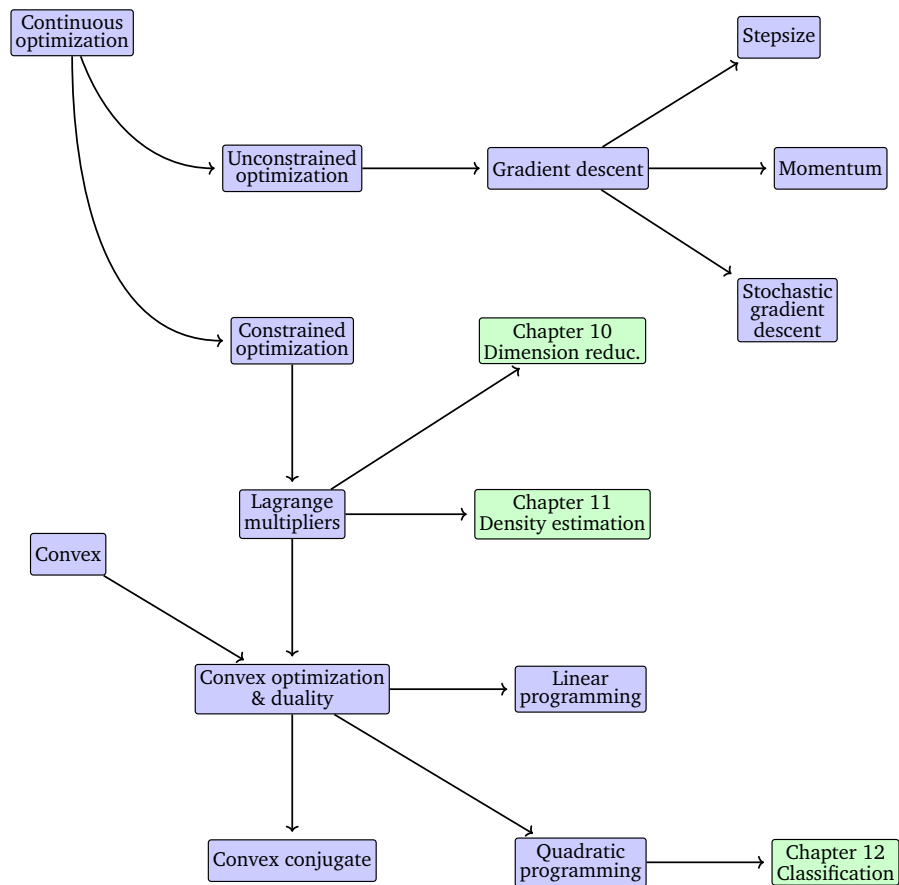 Continuous
optimization
Stepsize
Unconstrained
optimization
Gradient descent
Momentum
Stochastic
gradient
descent
Constrained
optimization
Chapter 10
Dimension reduc.
Lagrange
multipliers
Chapter 11
Density estimation
Convex
Convex optimization
& duality
Linear
programming
Convex conjugate
Quadratic
programming
Chapter 12
Classification